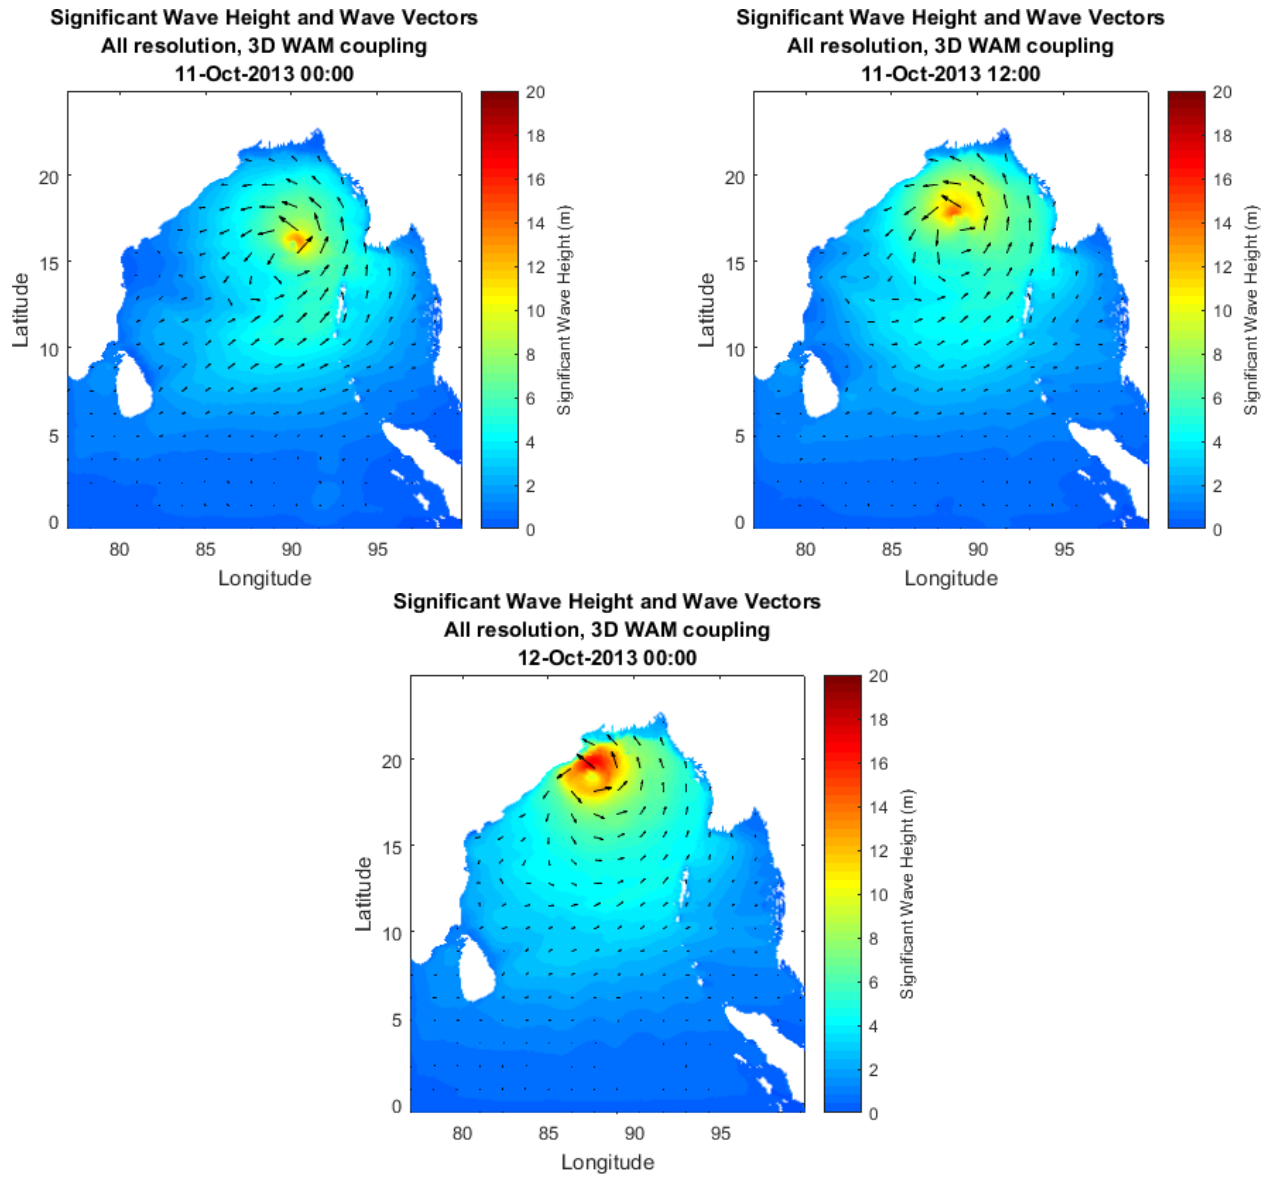 Significant Wave Height and Wave Vectors
All resolution, 3D WAM coupling
11-Oct-2013 00:00
20
15
10
5
0
Latitude
80 85 90 95
Longitude
20
18
16
14
12
10
8
6
4
2
0
Significant Wave Height (m)
Significant Wave Height and Wave Vectors
All resolution, 3D WAM coupling
11-Oct-2013 12:00
20
15
10
5
0
Latitude
80 85 90 95
Longitude
20
18
16
14
12
10
8
6
4
2
0
Significant Wave Height (m)
Significant Wave Height and Wave Vectors
All resolution, 3D WAM coupling
12-Oct-2013 00:00
20
15
10
5
0
Latitude
80 85 90 95
Longitude
20
18
16
14
12
10
8
6
4
2
0
Significant Wave Height (m)